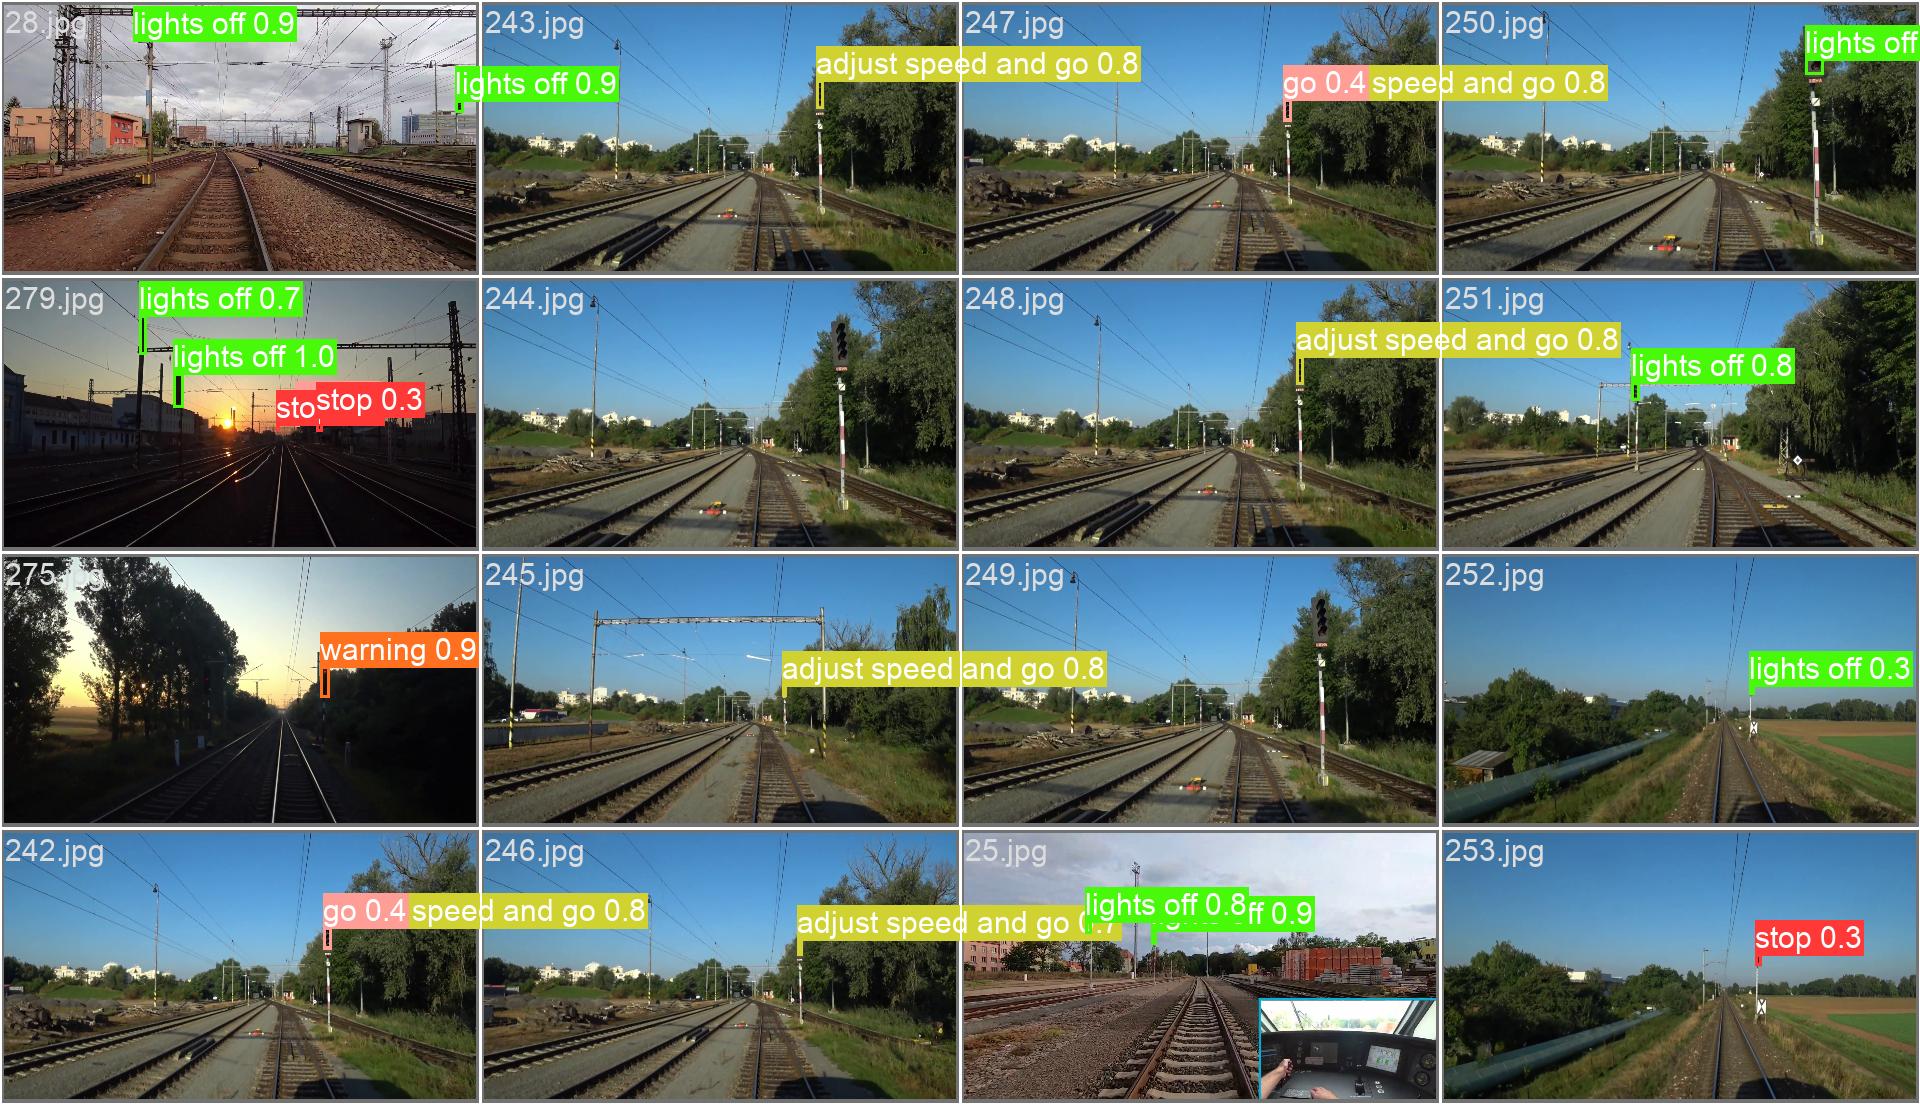 28.jpg
lights off 0.9
lights off 0.9
243.jpg
adjust speed and go 0.8
247.jpg
go 0.4 speed and go 0.8
250.jpg
lights off
279.jpg
lights off 0.7
lights off 1.0
sto
stop 0.3
244.jpg
248.jpg
adjust speed and go 0.8
251.jpg
lights off 0.8
275.jpg
warning 0.9
245.jpg
adjust speed and go 0.8
249.jpg
252.jpg
lights off 0.3
242.jpg
go 0.4 speed and go 0.8
246.jpg
adjust speed and go 0.7
25.jpg
lights off 0.8
ff 0.9
253.jpg
stop 0.3